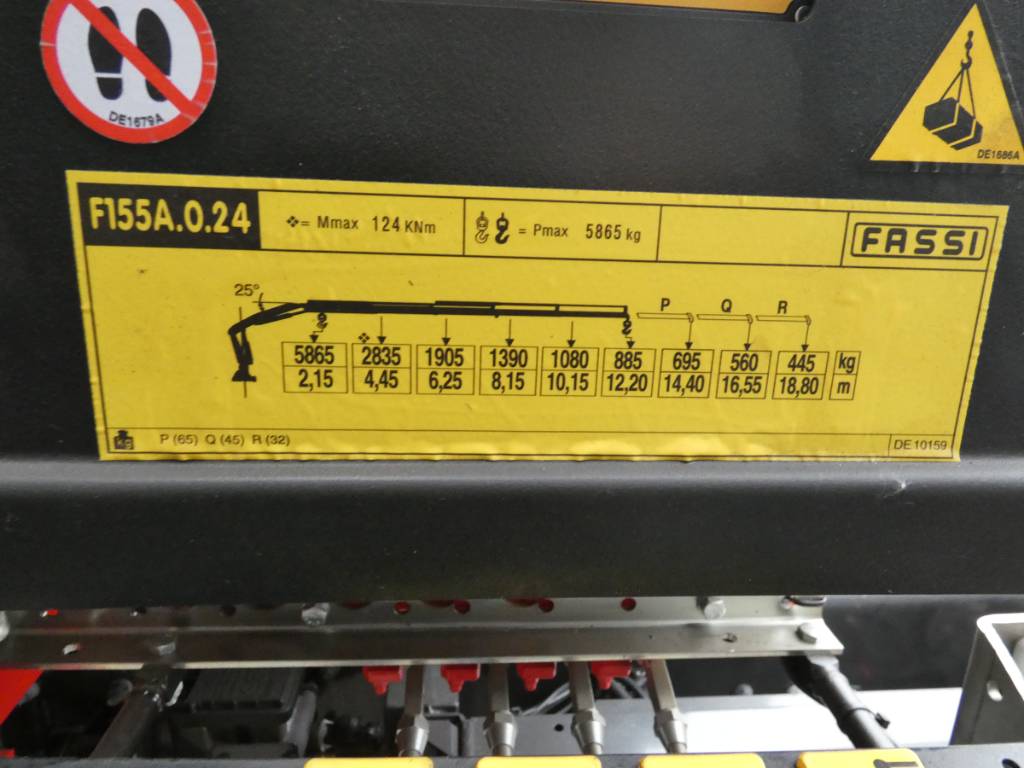 DE1679A
DE1686A
F155A.0.24 ❖= Mmax 124 KNm = Pmax 5865 kg FASSI
25° P Q R
❖
5865 2835 1905 1390 1080 885 695 560 445 kg
2,15 4,45 6,25 8,15 10,15 12,20 14,40 16,55 18,80 m
kg P (65) Q (45) R (32) DE 10159